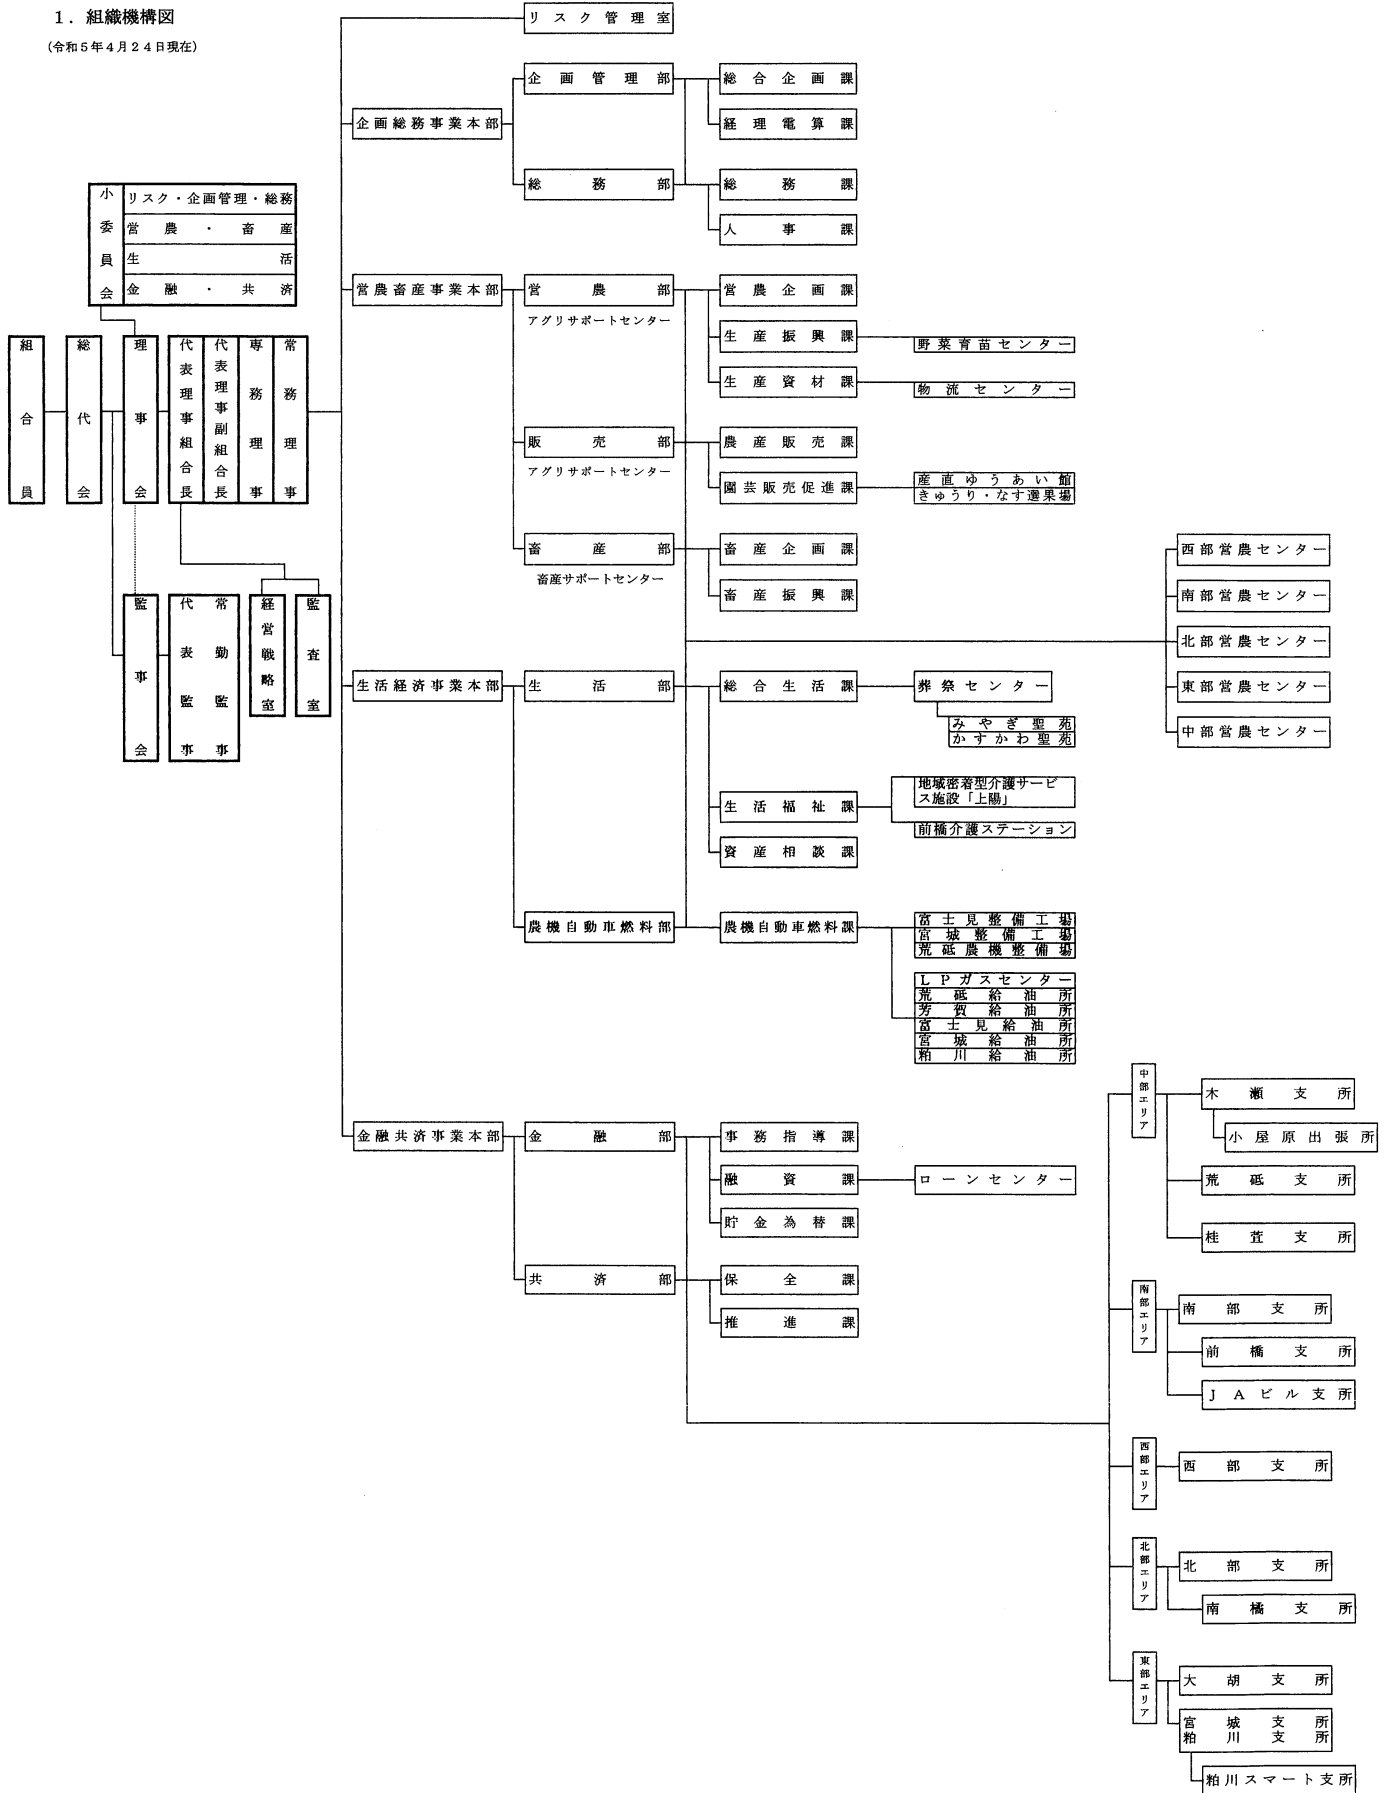 1．組織機構図
(令和5年4月24日現在)
リスク管理室
企画総務事業本部
企画管理部
総合企画課
経理電算課
総務部
総務課
人事課
小委員会
リスク・企画管理・総務
営農・畜産
生活
金融・共済
組合員
総代会
理事会
代表理事組合長
代表理事副組合長
専務理事
常務理事
監事会
代表監事
常勤監事
経営戦略室
監査室
営農畜産事業本部
営農部
アグリサポートセンター
営農企画課
生産振興課
野菜育苗センター
生産資材課
物流センター
販売部
アグリサポートセンター
農産販売課
園芸販売促進課
産直ゆうあい館
きゅうり・なす選果場
畜産部
畜産サポートセンター
畜産企画課
畜産振興課
西部営農センター
南部営農センター
北部営農センター
東部営農センター
中部営農センター
生活経済事業本部
生活部
総合生活課
葬祭センター
みやぎ聖苑
かすかわ聖苑
生活福祉課
地域密着型介護サービ
ス施設「上陽」
前橋介護ステーション
資産相談課
農機自動車燃料部
農機自動車燃料課
富士見整備工場
宮城整備工場
荒砥農機整備場
LPガスセンター
荒砥給油所
芳賀給油所
富士見給油所
宮城給油所
粕川給油所
金融共済事業本部
金融部
事務指導課
融資課
ローンセンター
貯金為替課
共済部
保全課
推進課
中部エリア
木瀬支所
小屋原出張所
荒砥支所
桂萱支所
南部エリア
南部支所
前橋支所
JAビル支所
西部エリア
西部支所
北部エリア
北部支所
南橘支所
東部エリア
大胡支所
宮城支所
粕川支所
粕川スマート支所